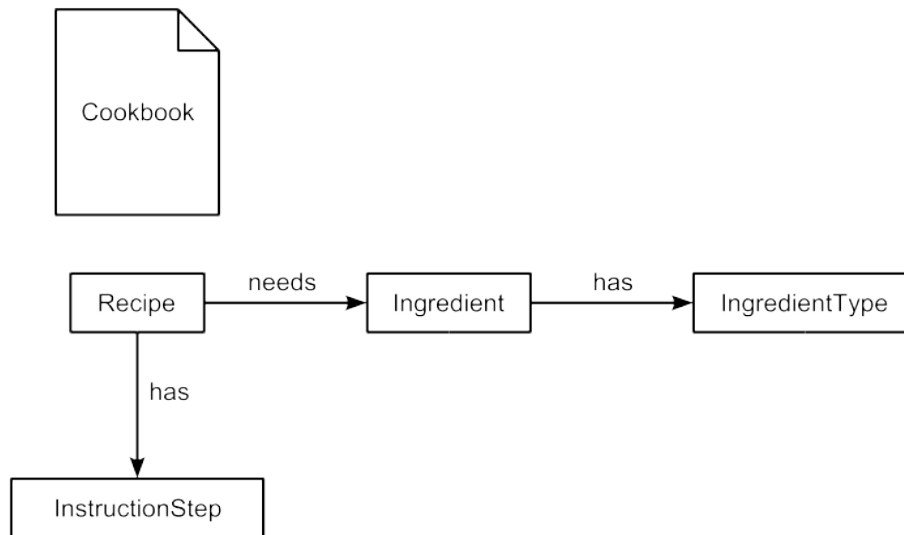 Cookbook
needs
has
Recipe
Ingredient
IngredientType
has
InstructionStep